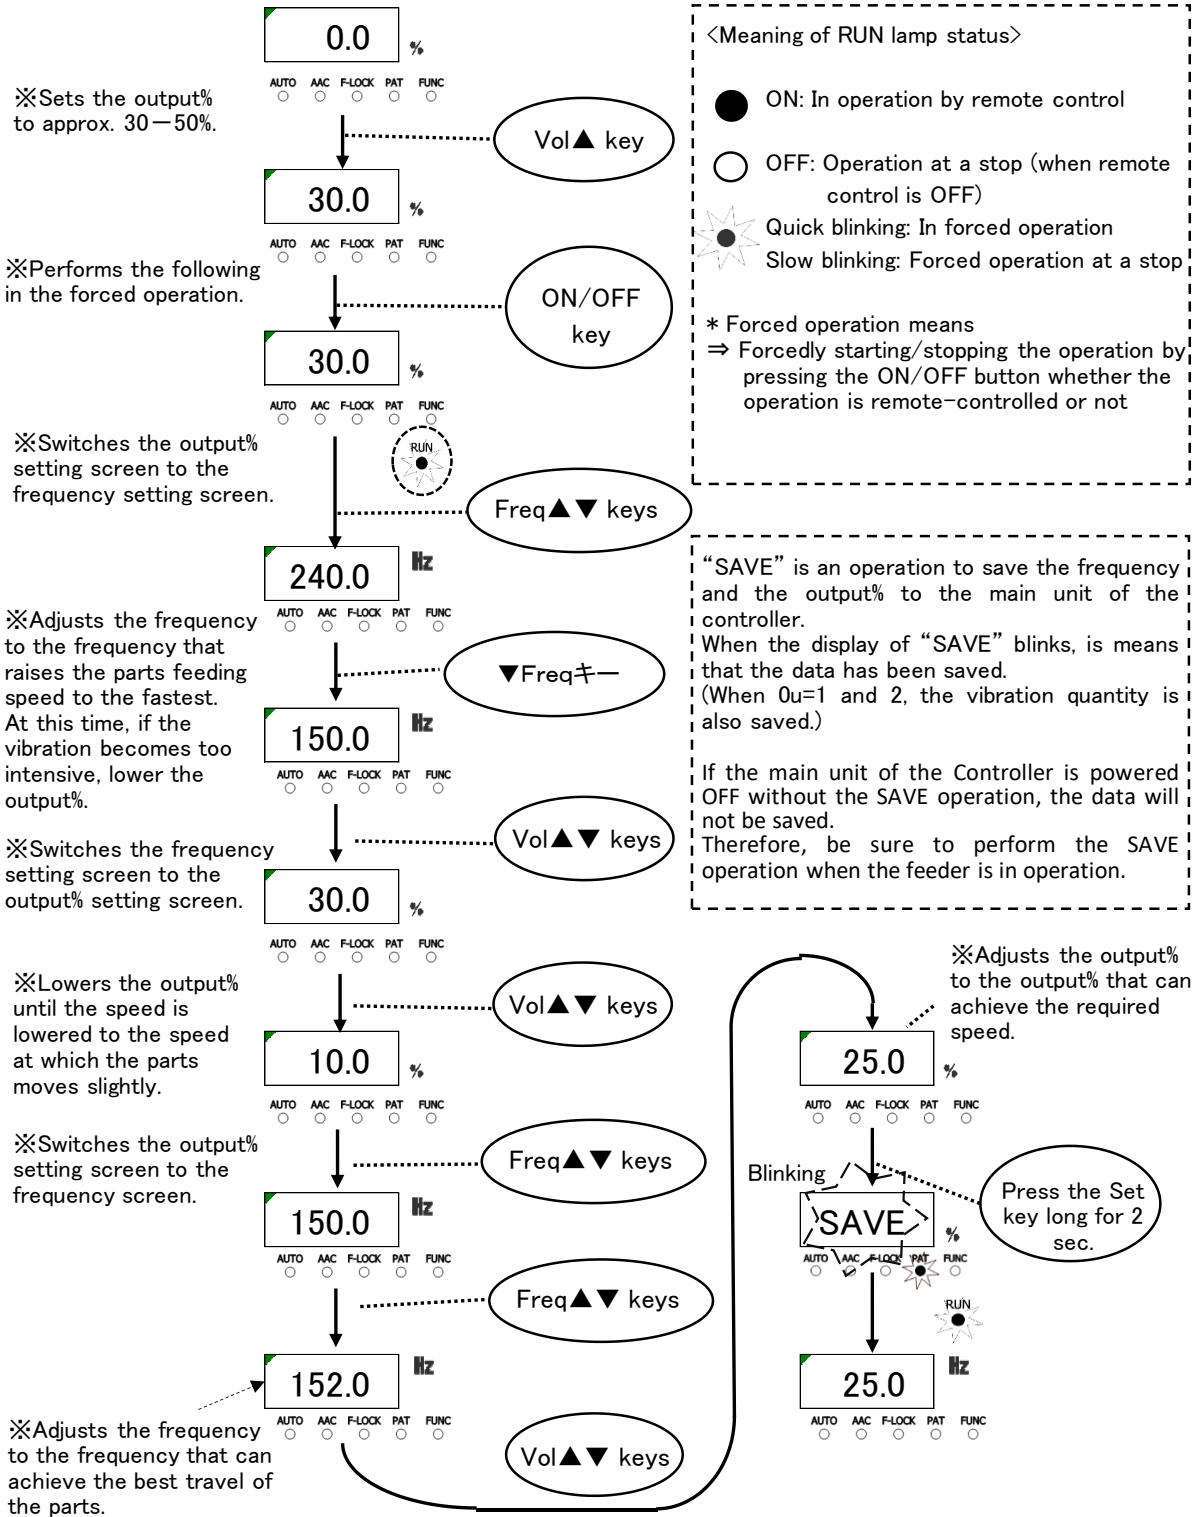 0.0 %
AUTO AAC F-LOCK PAT FUNC
※Sets the output%
to approx. 30－50%.
Vol▲ key
30.0 %
AUTO AAC F-LOCK PAT FUNC
※Performs the following
in the forced operation.
ON/OFF
key
30.0 %
AUTO AAC F-LOCK PAT FUNC
RUN
※Switches the output%
setting screen to the
frequency setting screen.
Freq▲▼ keys
240.0 Hz
AUTO AAC F-LOCK PAT FUNC
※Adjusts the frequency
to the frequency that
raises the parts feeding
speed to the fastest.
At this time, if the
vibration becomes too
intensive, lower the
output%.
▼Freqキー
150.0 Hz
AUTO AAC F-LOCK PAT FUNC
※Switches the frequency
setting screen to the
output% setting screen.
Vol▲▼ keys
30.0 %
AUTO AAC F-LOCK PAT FUNC
※Lowers the output%
until the speed is
lowered to the speed
at which the parts
moves slightly.
Vol▲▼ keys
10.0 %
AUTO AAC F-LOCK PAT FUNC
※Switches the output%
setting screen to the
frequency screen.
Freq▲▼ keys
150.0 Hz
AUTO AAC F-LOCK PAT FUNC
Freq▲▼ keys
152.0 Hz
AUTO AAC F-LOCK PAT FUNC
※Adjusts the frequency
to the frequency that can
achieve the best travel of
the parts.
Vol▲▼ keys
<Meaning of RUN lamp status>
ON: In operation by remote control
OFF: Operation at a stop (when remote
control is OFF)
Quick blinking: In forced operation
Slow blinking: Forced operation at a stop
* Forced operation means
⇒ Forcedly starting/stopping the operation by
pressing the ON/OFF button whether the
operation is remote-controlled or not
“SAVE” is an operation to save the frequency
and the output% to the main unit of the
controller.
When the display of “SAVE” blinks, is means
that the data has been saved.
(When 0u=1 and 2, the vibration quantity is
also saved.)
If the main unit of the Controller is powered
OFF without the SAVE operation, the data will
not be saved.
Therefore, be sure to perform the SAVE
operation when the feeder is in operation.
※Adjusts the output%
to the output% that can
achieve the required
speed.
25.0 %
AUTO AAC F-LOCK PAT FUNC
Blinking
Press the Set
key long for 2
sec.
SAVE %
AUTO AAC F-LOCK PAT FUNC
RUN
25.0 Hz
AUTO AAC F-LOCK PAT FUNC